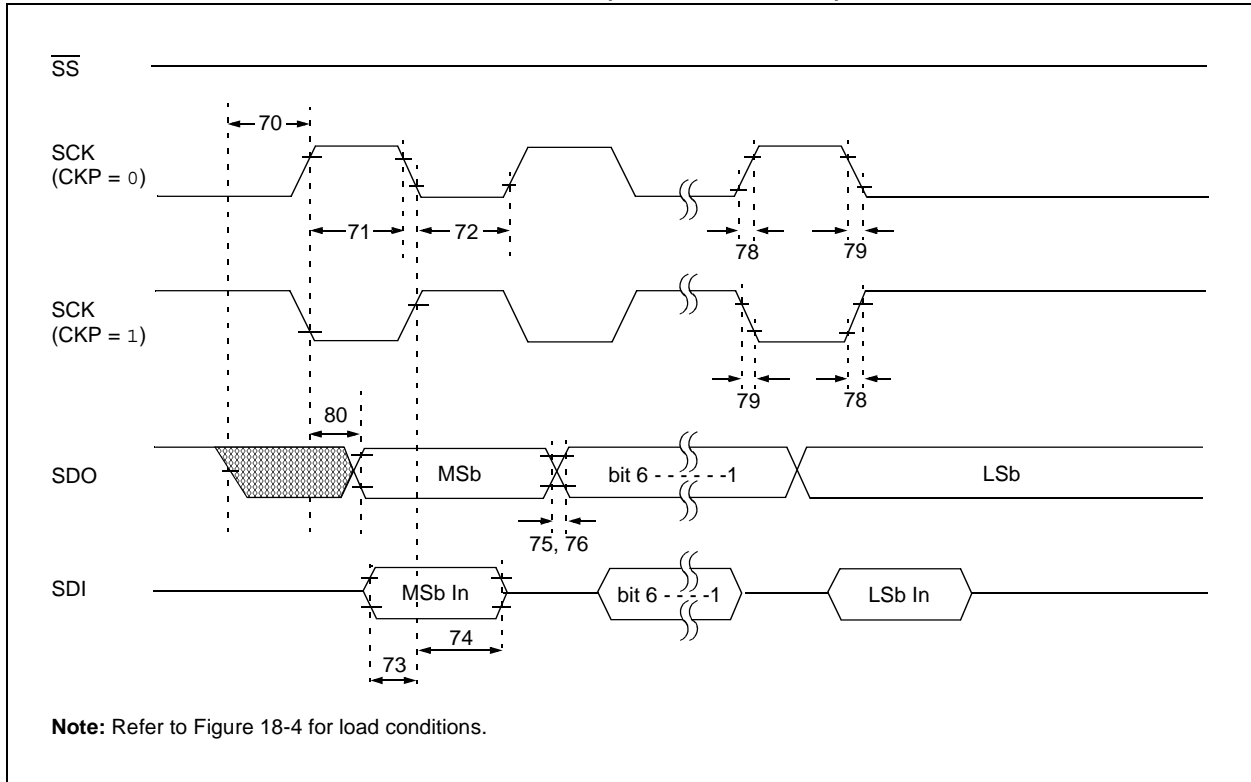 SS
70
SCK
(CKP = 0)
71
72
78
79
SCK
(CKP = 1)
79
78
80
SDO
MSb
bit 6 - - - - - -1
LSb
75, 76
SDI
MSb In
bit 6 - - - - -1
LSb In
74
73
Note: Refer to Figure 18-4 for load conditions.